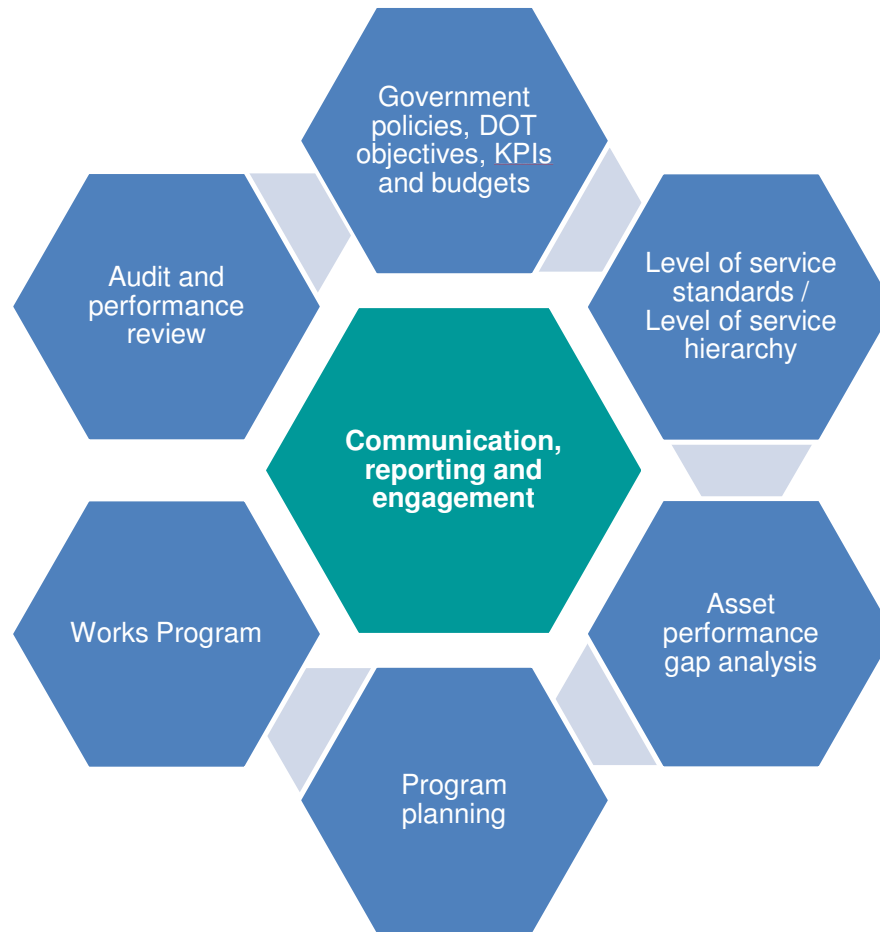 Government
policies, DOT
objectives, KPIs
and budgets
Level of service
standards /
Level of service
hierarchy
Asset
performance
gap analysis
Program
planning
Works Program
Audit and
performance
review
Communication,
reporting and
engagement